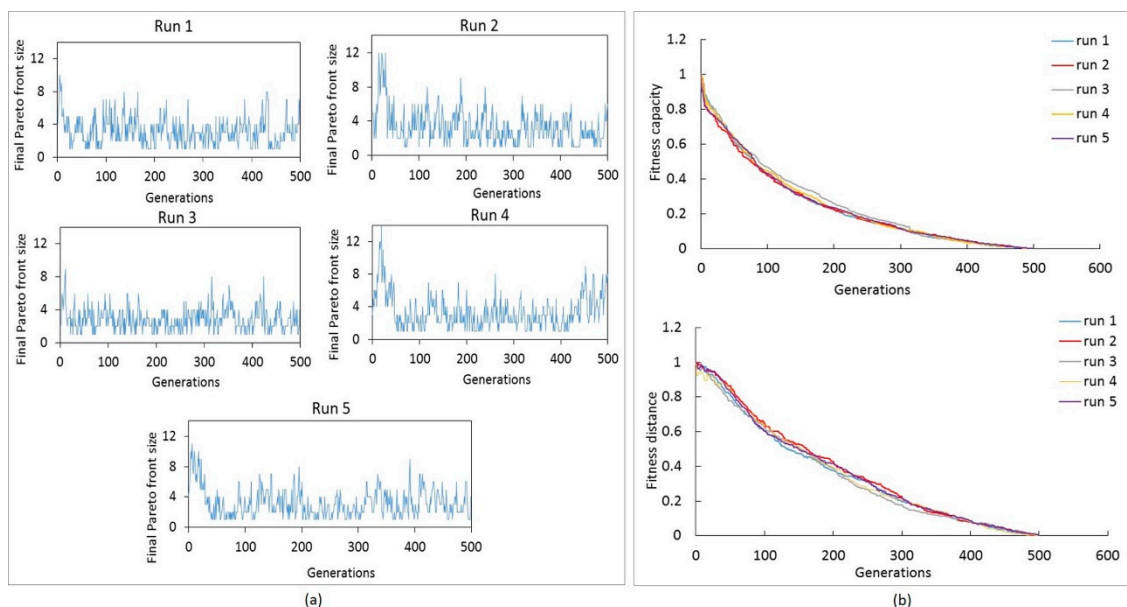 Run 1
Final Pareto front size
12
8
4
0
0 100 200 300 400 500
Generations
Run 2
Final Pareto front size
12
8
4
0
0 100 200 300 400 500
Generations
Run 3
Final Pareto front size
12
8
4
0
0 100 200 300 400 500
Generations
Run 4
Final Pareto front size
12
8
4
0
0 100 200 300 400 500
Generations
Run 5
Final Pareto front size
12
8
4
0
0 100 200 300 400 500
Generations
(a)
Fitness capacity
1.2
1
0.8
0.6
0.4
0.2
0
0 100 200 300 400 500 600
Generations
run 1
run 2
run 3
run 4
run 5
Fitness distance
1.2
1
0.8
0.6
0.4
0.2
0
0 100 200 300 400 500 600
Generations
run 1
run 2
run 3
run 4
run 5
(b)